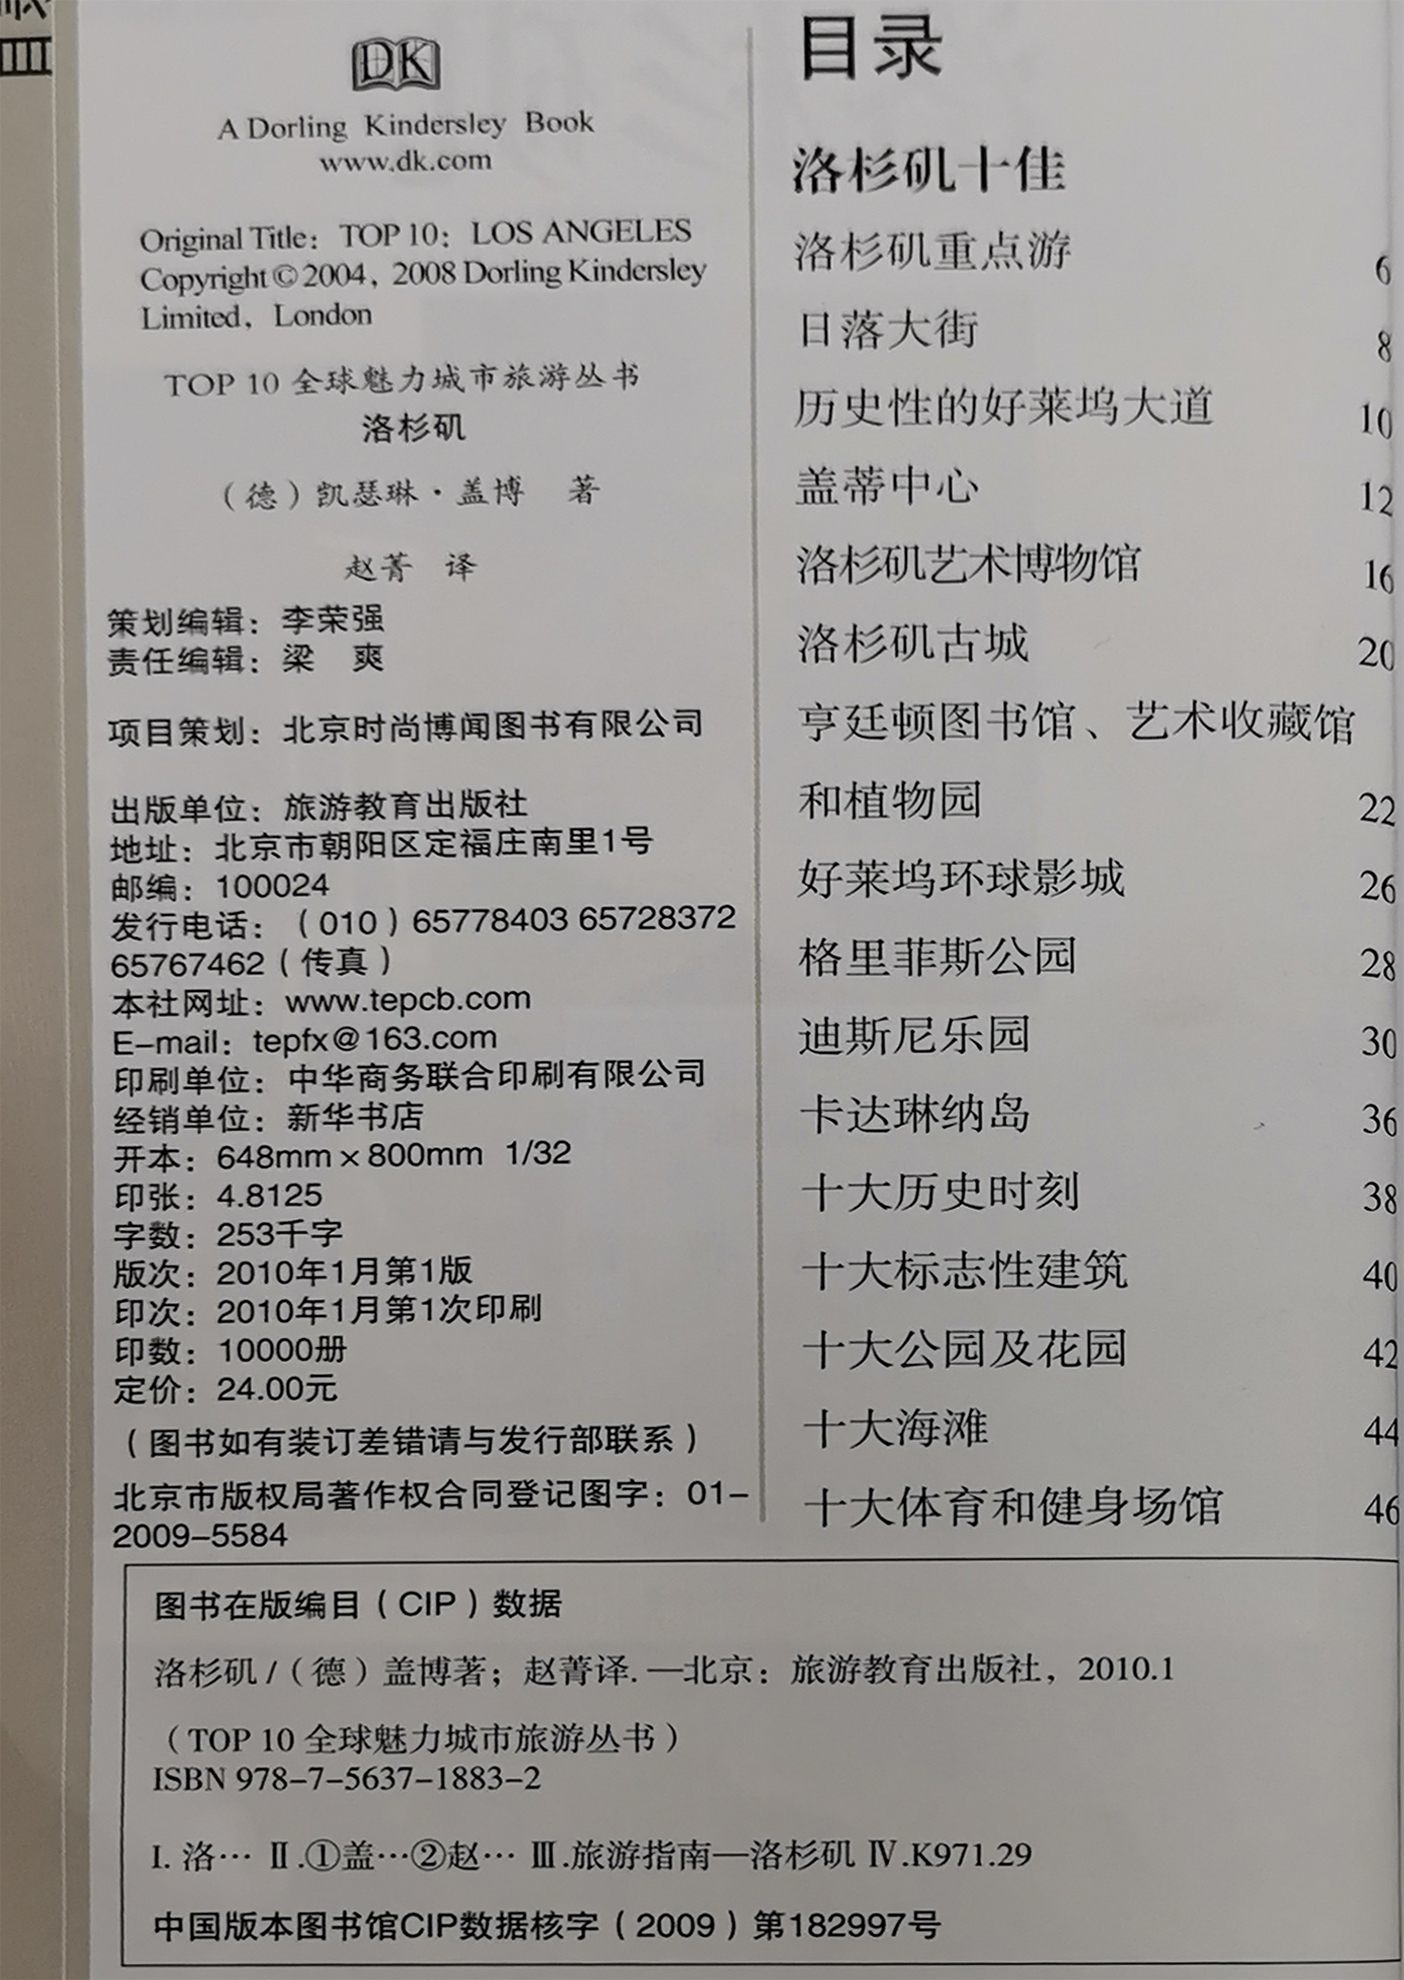 DK
A Dorling Kindersley Book
www.dk.com
Original Title: TOP 10: LOS ANGELES
Copyright © 2004, 2008 Dorling Kindersley
Limited, London
TOP 10 全球魅力城市旅游丛书
洛杉矶
（德）凯瑟琳·盖博 著
赵菁 译
策划编辑：李荣强
责任编辑：梁 爽
项目策划：北京时尚博闻图书有限公司
出版单位：旅游教育出版社
地址：北京市朝阳区定福庄南里1号
邮编：100024
发行电话：（010）65778403 65728372
65767462（传真）
本社网址：www.tepcb.com
E-mail：tepfx@163.com
印刷单位：中华商务联合印刷有限公司
经销单位：新华书店
开本：648mm×800mm 1/32
印张：4.8125
字数：253千字
版次：2010年1月第1版
印次：2010年1月第1次印刷
印数：10000册
定价：24.00元
（图书如有装订差错请与发行部联系）
北京市版权局著作权合同登记图字：01-
2009-5584
目录
洛杉矶十佳
洛杉矶重点游 6
日落大街 8
历史性的好莱坞大道 10
盖蒂中心 12
洛杉矶艺术博物馆 16
洛杉矶古城 20
亨廷顿图书馆、艺术收藏馆
和植物园 22
好莱坞环球影城 26
格里菲斯公园 28
迪斯尼乐园 30
卡达琳纳岛 36
十大历史时刻 38
十大标志性建筑 40
十大公园及花园 42
十大海滩 44
十大体育和健身场馆 46
图书在版编目（CIP）数据
洛杉矶/（德）盖博著；赵菁译.—北京：旅游教育出版社，2010.1
（TOP 10 全球魅力城市旅游丛书）
ISBN 978-7-5637-1883-2
Ⅰ. 洛… Ⅱ.①盖…②赵… Ⅲ.旅游指南—洛杉矶 Ⅳ.K971.29
中国版本图书馆CIP数据核字（2009）第182997号